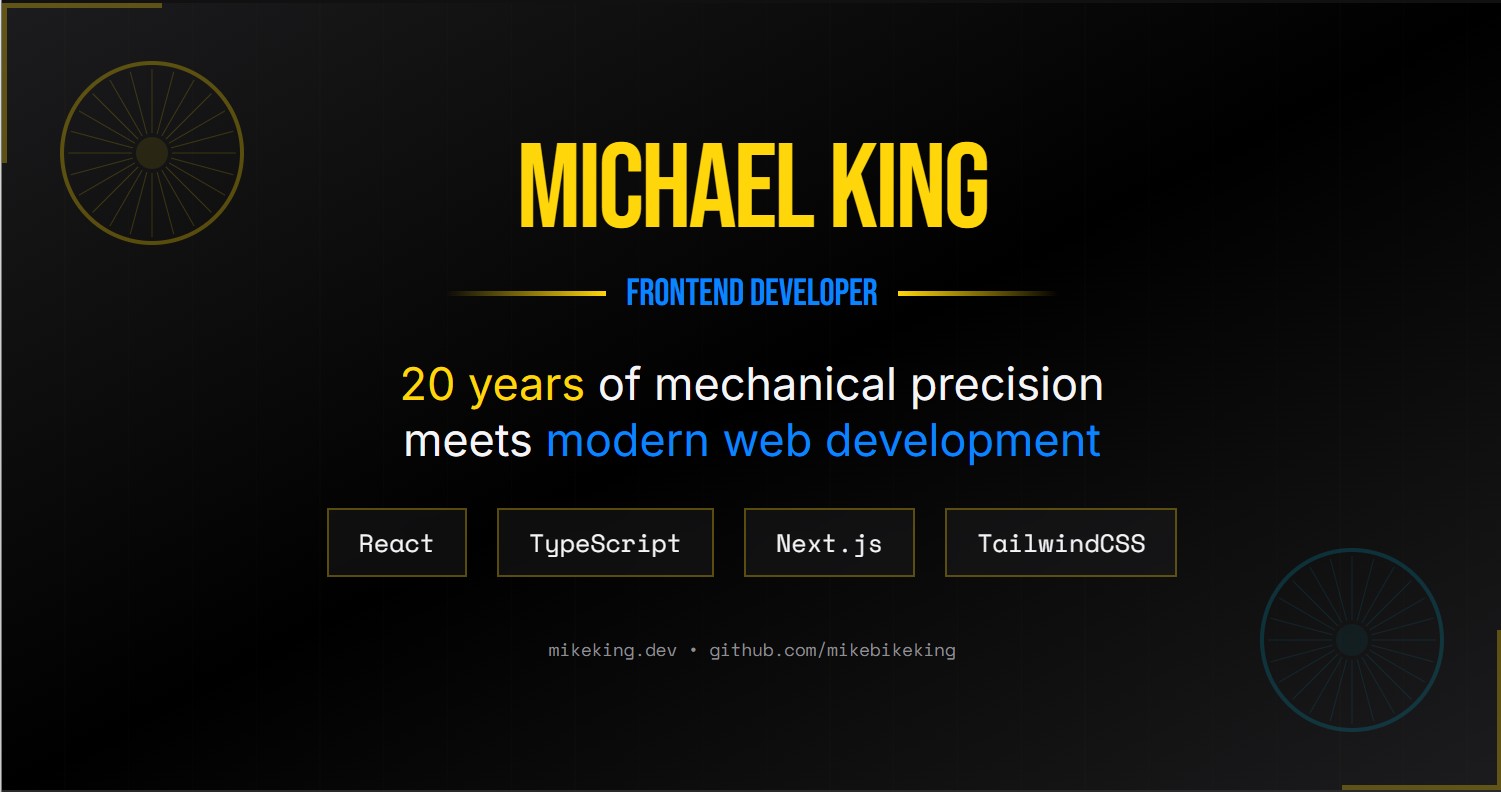 MICHAEL KING
FRONTEND DEVELOPER
20 years of mechanical precision
meets modern web development
React TypeScript Next.js TailwindCSS
mikeking.dev • github.com/mikebikeking